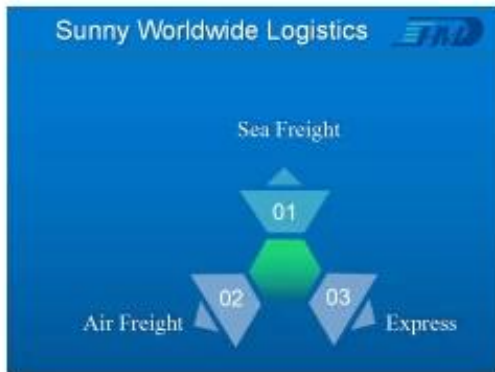 Sunny Worldwide Logistics
Sea Freight
01
02
03
Air Freight
Express